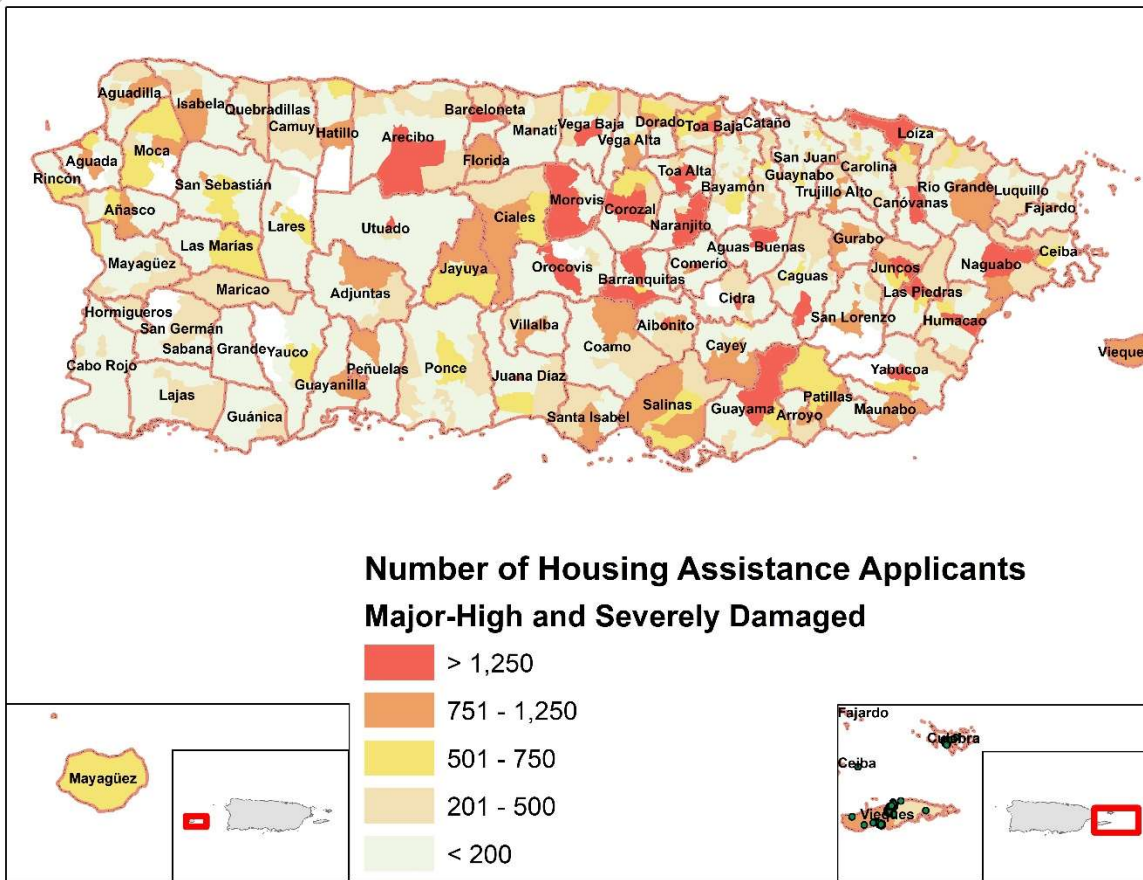 Aguadilla
Isabela
Quebradillas
Camuy
Hatillo
Arecibo
Barceloneta
Manatí
Vega Baja
Vega Alta
Dorado
Toa Baja
Cataño
Loíza
Moca
Aguada
Rincón
San Sebastián
Florida
Toa Alta
Bayamón
San Juan
Guaynabo
Carolina
Trujillo Alto
Canóvanas
Río Grande
Luquillo
Fajardo
Añasco
Lares
Utuado
Ciales
Morovis
Corozal
Naranjito
Las Marías
Mayagüez
Maricao
Adjuntas
Jayuya
Orocovis
Barranquitas
Comerío
Aguas Buenas
Gurabo
Caguas
Juncos
Las Piedras
Naguabo
Ceiba
Cidra
San Lorenzo
Humacao
Vieques
Hormigueros
San Germán
Sabana Grande
Yauco
Cabo Rojo
Lajas
Guánica
Guayanilla
Peñuelas
Ponce
Villalba
Juana Díaz
Coamo
Aibonito
Cayey
Santa Isabel
Salinas
Guayama
Arroyo
Patillas
Maunabo
Yabucoa
Number of Housing Assistance Applicants
Major-High and Severely Damaged
> 1,250
751 - 1,250
501 - 750
201 - 500
< 200
Mayagüez
Fajardo
Culebra
Ceiba
Vieques